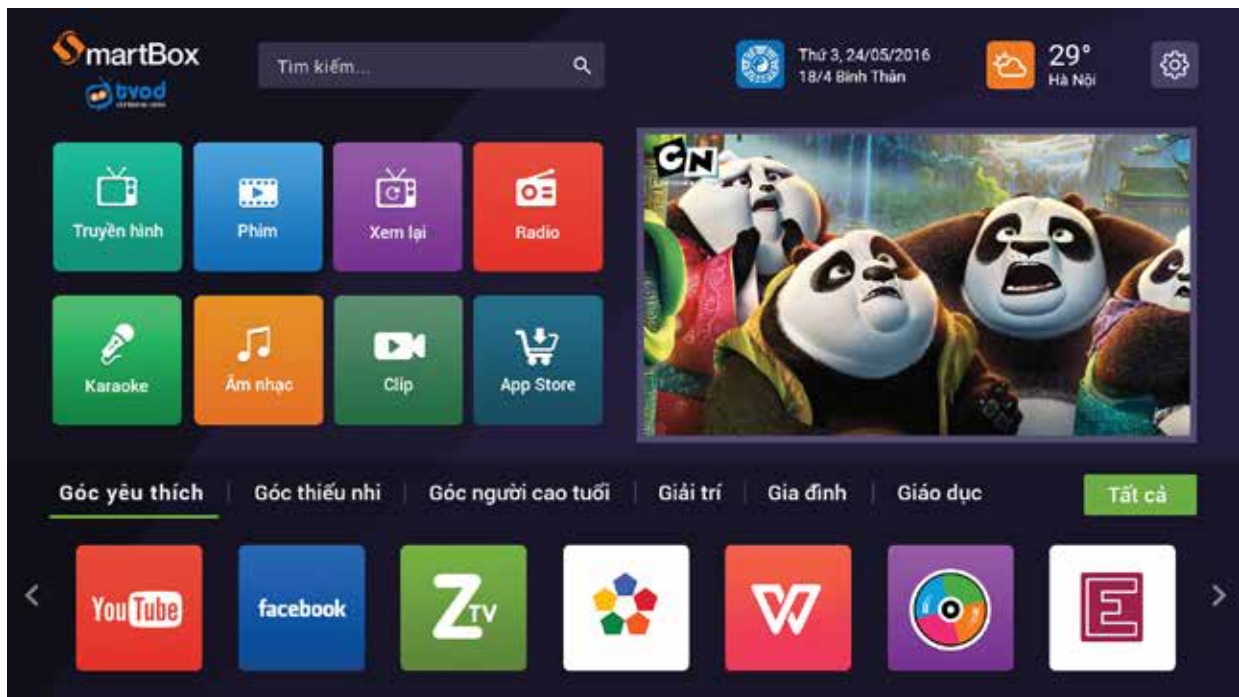 SmartBox
tvod
Tìm kiếm...
Thứ 3, 24/05/2016
18/4 Bính Thân
29°
Hà Nội
CN
Truyền hình
Phim
Xem lại
Radio
Karaoke
Âm nhạc
Clip
App Store
Góc yêu thích
Góc thiếu nhi
Góc người cao tuổi
Giải trí
Gia đình
Giáo dục
Tất cả
YouTube
facebook
ZTV
W
E